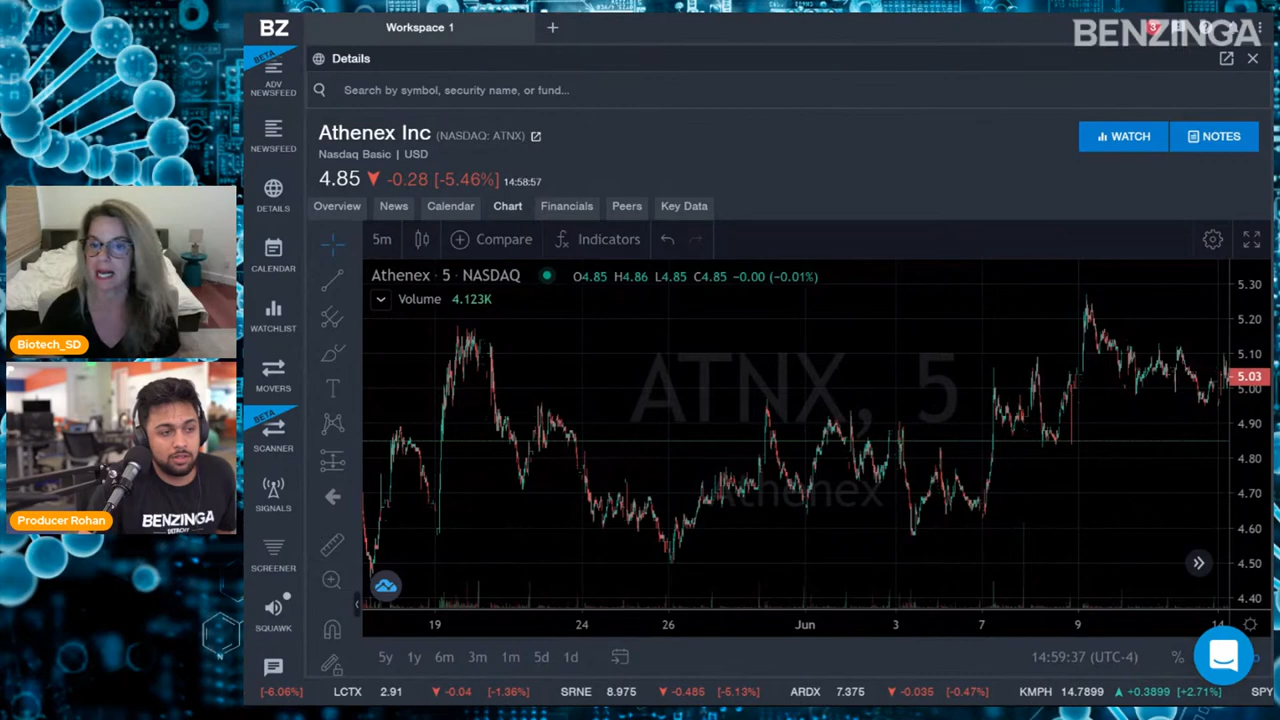 BZ
Workspace 1
+
BENZINGA
3
BETA
Details
ADV
NEWSFEED
Search by symbol, security name, or fund...
NEWSFEED
Athenex Inc (NASDAQ: ATNX)
Nasdaq Basic | USD
WATCH
NOTES
4.85 ▼ -0.28 [-5.46%] 14:58:57
DETAILS
Overview News Calendar Chart Financials Peers Key Data
5m Compare Indicators
CALENDAR
Athenex · 5 · NASDAQ O4.85 H4.86 L4.85 C4.85 −0.00 (−0.01%)
Volume 4.123K
WATCHLIST
MOVERS
BETA
SCANNER
SIGNALS
SCREENER
SQUAWK
T
ATNX, 5
Athenex
5.30
5.20
5.10
5.03
5.00
4.90
4.80
4.70
4.60
4.50
4.40
19 24 26 Jun 3 7 9 14
5y 1y 6m 3m 1m 5d 1d
14:59:37 (UTC-4) %
[-6.06%] LCTX 2.91 ▼ -0.04 [-1.36%] SRNE 8.975 ▼ -0.485 [-5.13%] ARDX 7.375 ▼ -0.035 [-0.47%] KMPH 14.7899 ▲ +0.3899 [+2.71%] SPY
Biotech_SD
Producer Rohan
BENZINGA
DETROIT